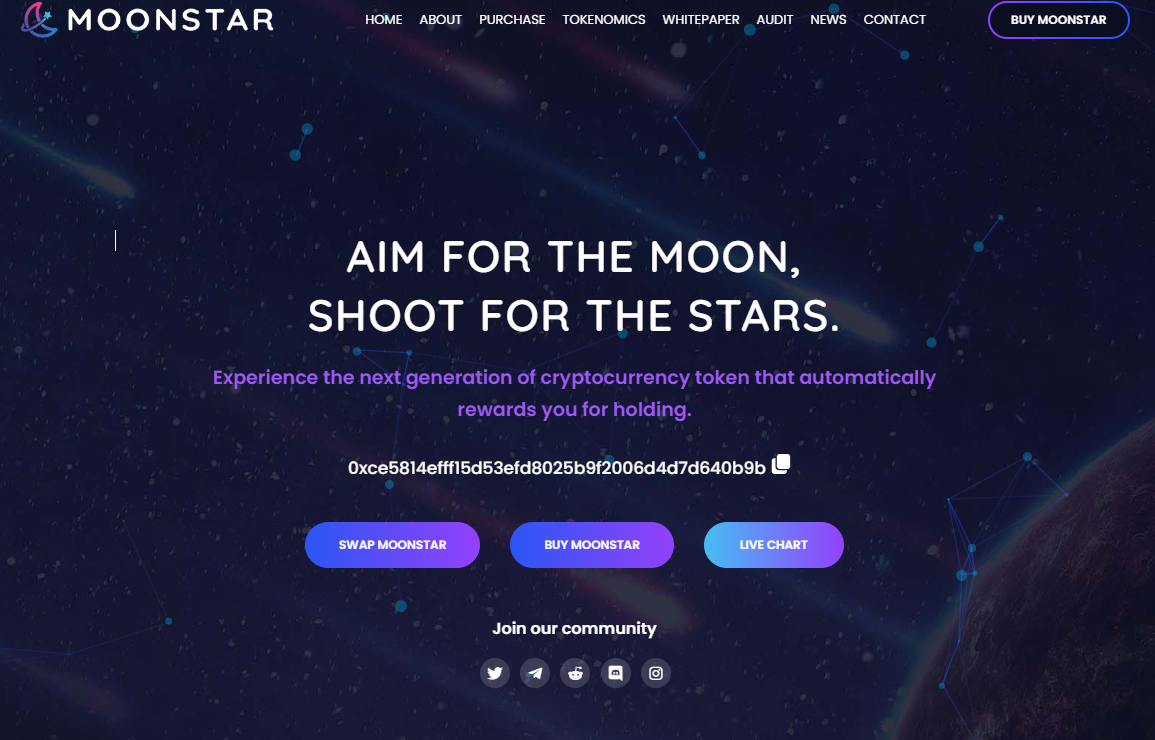 MOONSTAR
HOME ABOUT PURCHASE TOKENOMICS WHITEPAPER AUDIT NEWS CONTACT
BUY MOONSTAR
AIM FOR THE MOON,
SHOOT FOR THE STARS.
Experience the next generation of cryptocurrency token that automatically
rewards you for holding.
0xce5814efff15d53efd8025b9f2006d4d7d640b9b
SWAP MOONSTAR
BUY MOONSTAR
LIVE CHART
Join our community